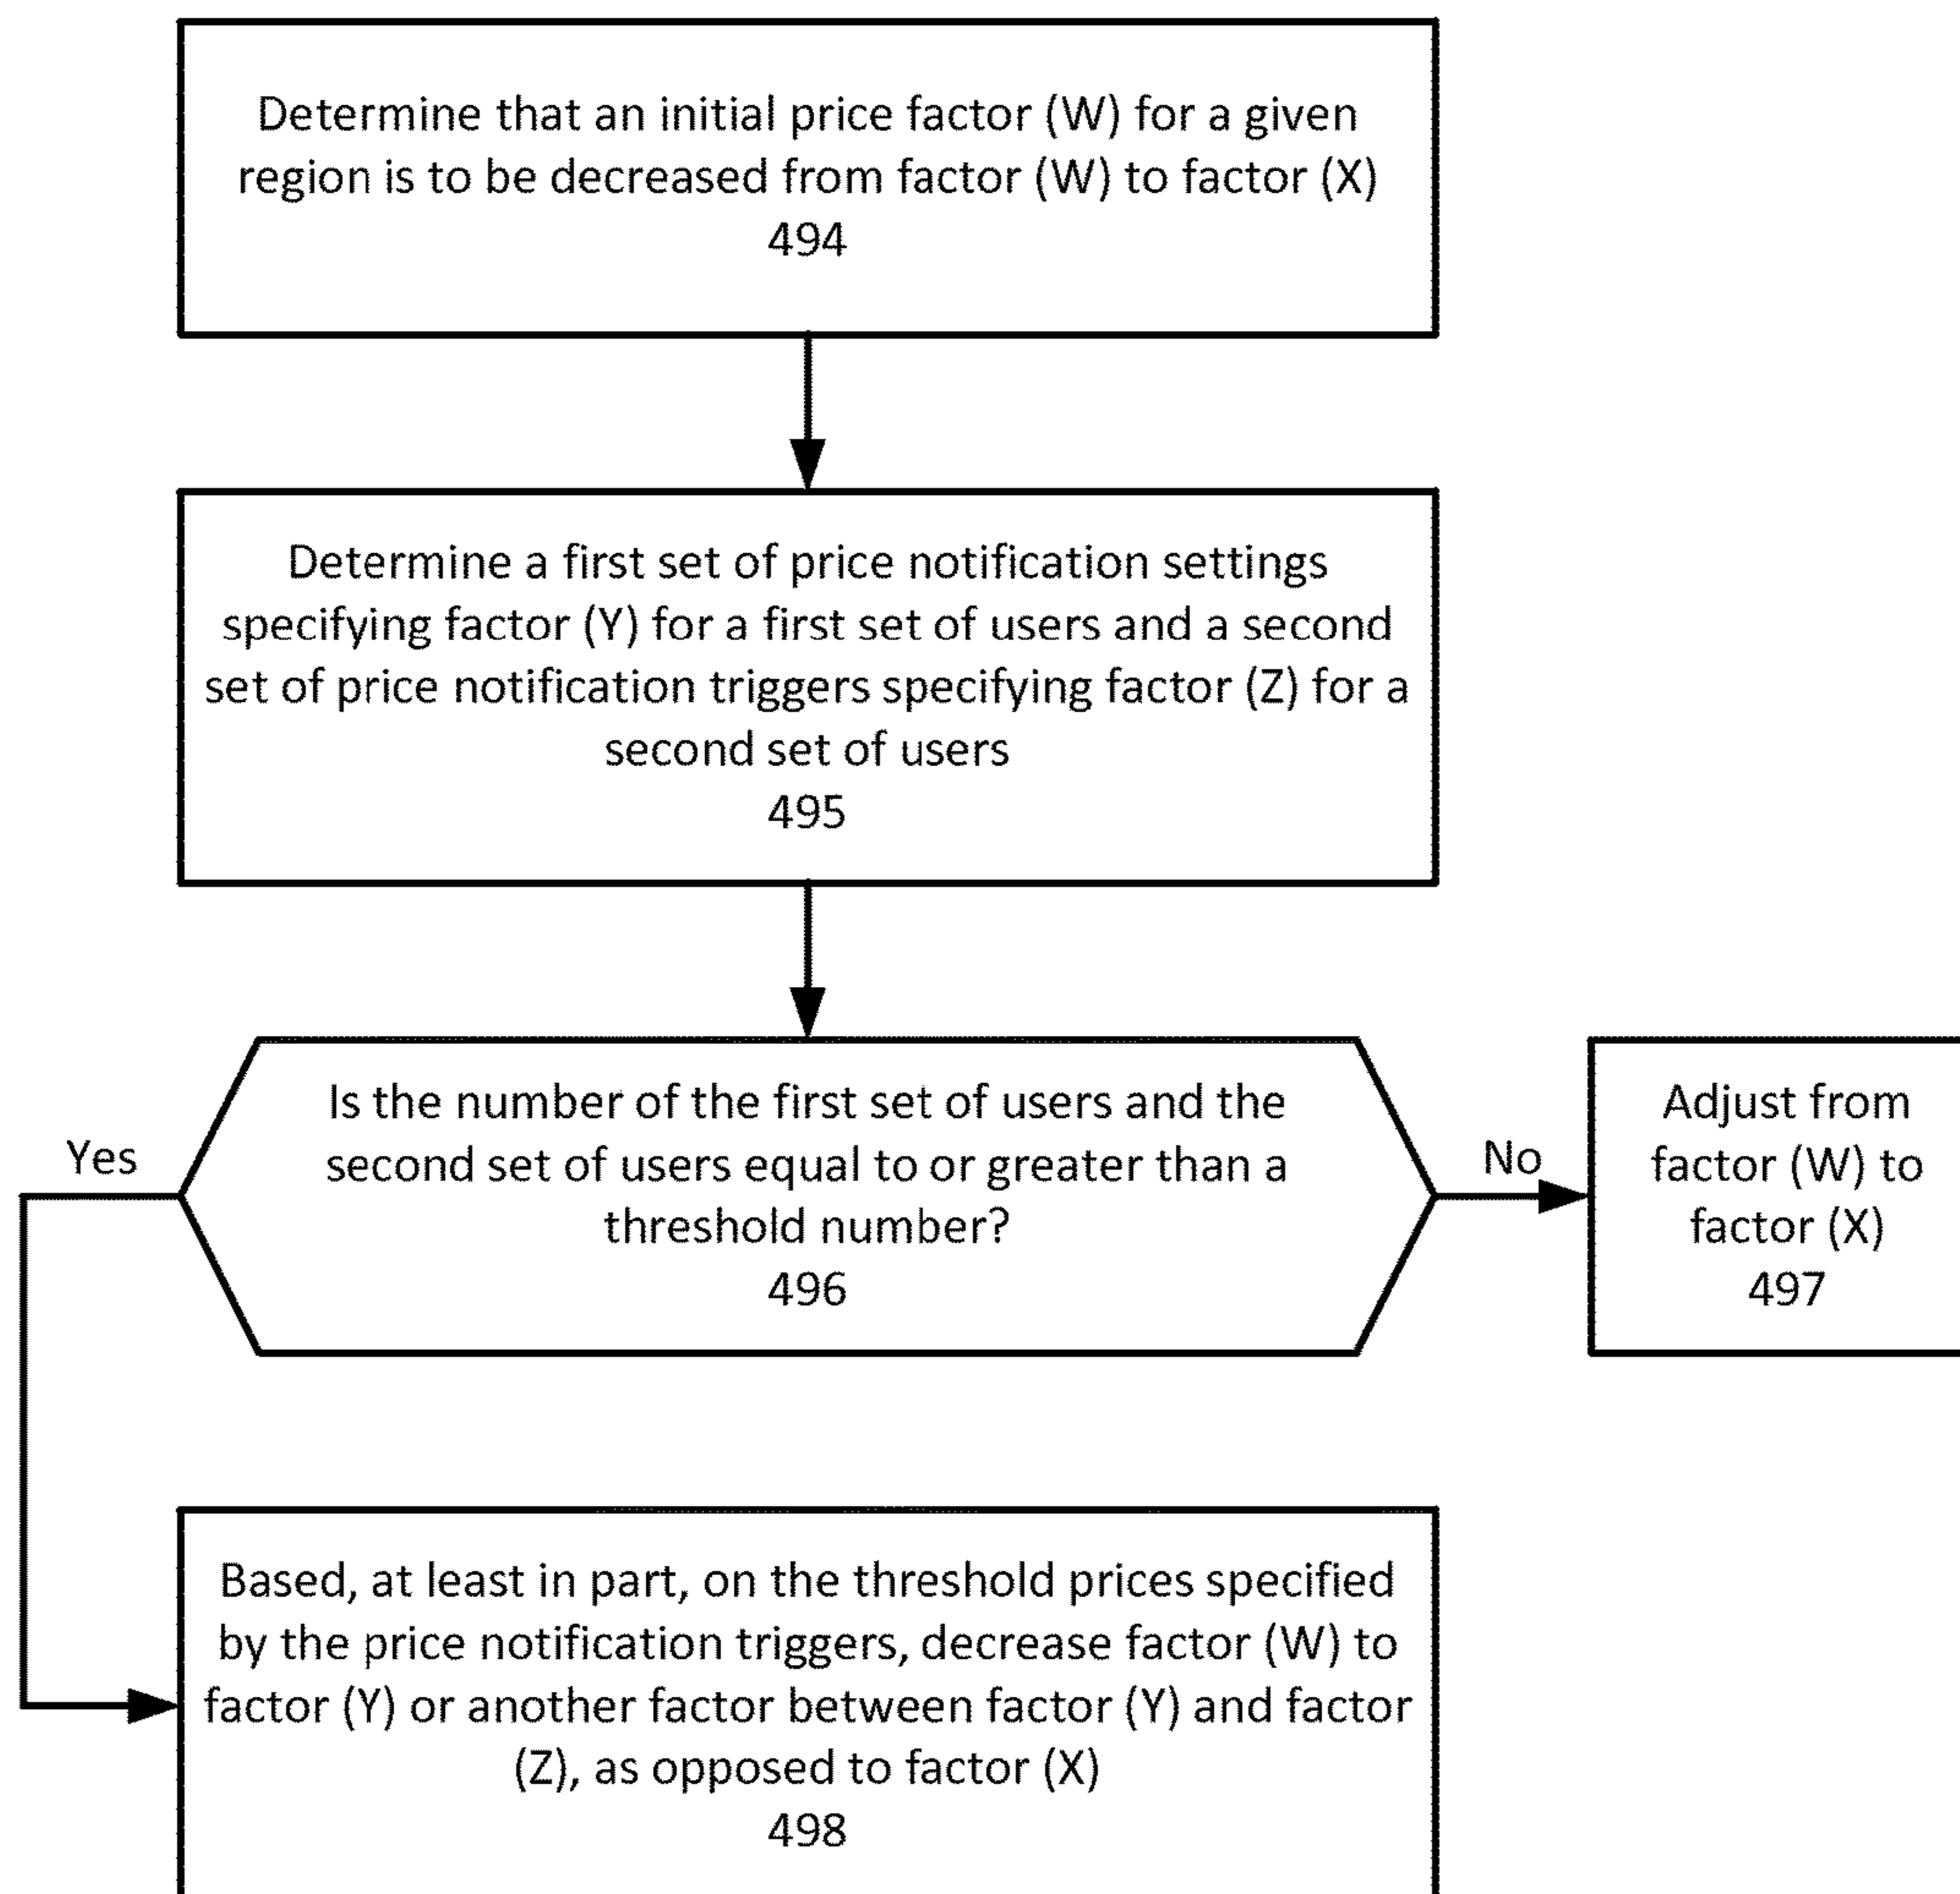 Determine that an initial price factor (W) for a given
region is to be decreased from factor (W) to factor (X)
494
Determine a first set of price notification settings
specifying factor (Y) for a first set of users and a second
set of price notification triggers specifying factor (Z) for a
second set of users
495
Is the number of the first set of users and the
second set of users equal to or greater than a
threshold number?
496
Yes
No
Adjust from
factor (W) to
factor (X)
497
Based, at least in part, on the threshold prices specified
by the price notification triggers, decrease factor (W) to
factor (Y) or another factor between factor (Y) and factor
(Z), as opposed to factor (X)
498